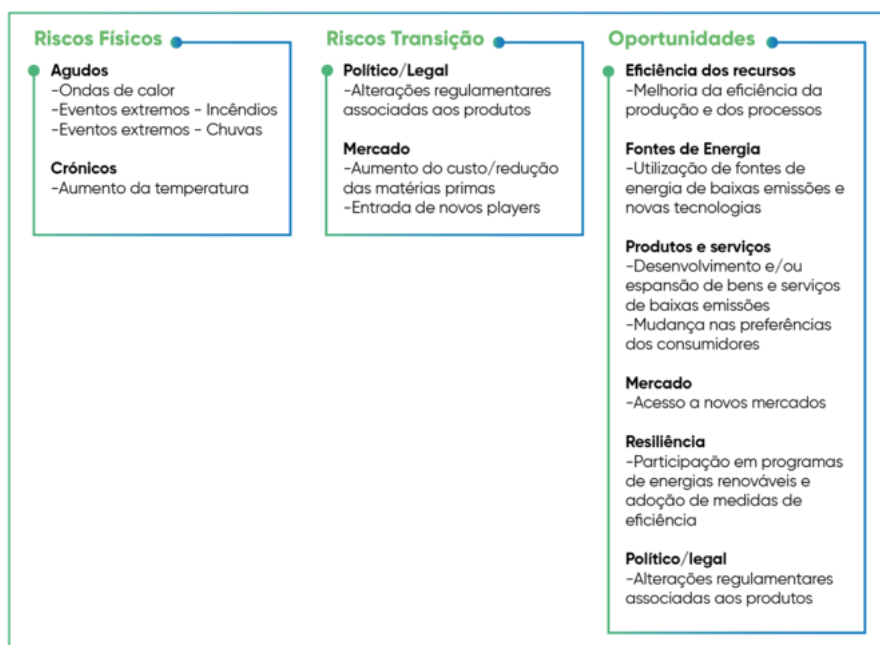 Riscos Físicos
Agudos
-Ondas de calor
-Eventos extremos - Incêndios
-Eventos extremos - Chuvas
Crónicos
-Aumento da temperatura
Riscos Transição
Político/Legal
-Alterações regulamentares
associadas aos produtos
Mercado
-Aumento do custo/redução
das matérias primas
-Entrada de novos players
Oportunidades
Eficiência dos recursos
-Melhoria da eficiência da
produção e dos processos
Fontes de Energia
-Utilização de fontes de
energia de baixas emissões e
novas tecnologias
Produtos e serviços
-Desenvolvimento e/ou
espansão de bens e serviços
de baixas emissões
-Mudança nas preferências
dos consumidores
Mercado
-Acesso a novos mercados
Resiliência
-Participação em programas
de energias renováveis e
adoção de medidas de
eficiência
Político/legal
-Alterações regulamentares
associadas aos produtos